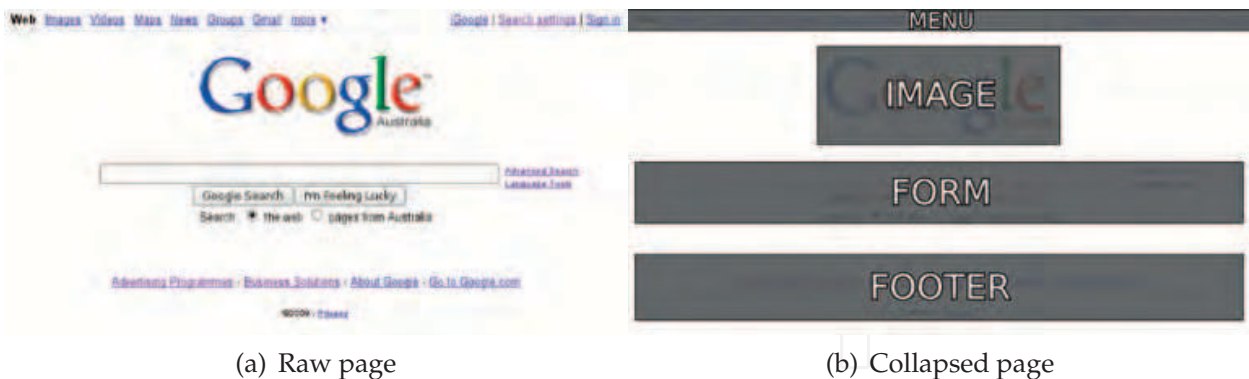 Web Images Videos Maps News Groups Gmail more ▼
iGoogle | Search settings | Sign in
Google™
Australia
Advanced Search
Language Tools
Google Search I'm Feeling Lucky
Search: the web pages from Australia
Advertising Programmes - Business Solutions - About Google - Go to Google.com
©2009 - Privacy
(a) Raw page
MENU
IMAGE
FORM
FOOTER
(b) Collapsed page